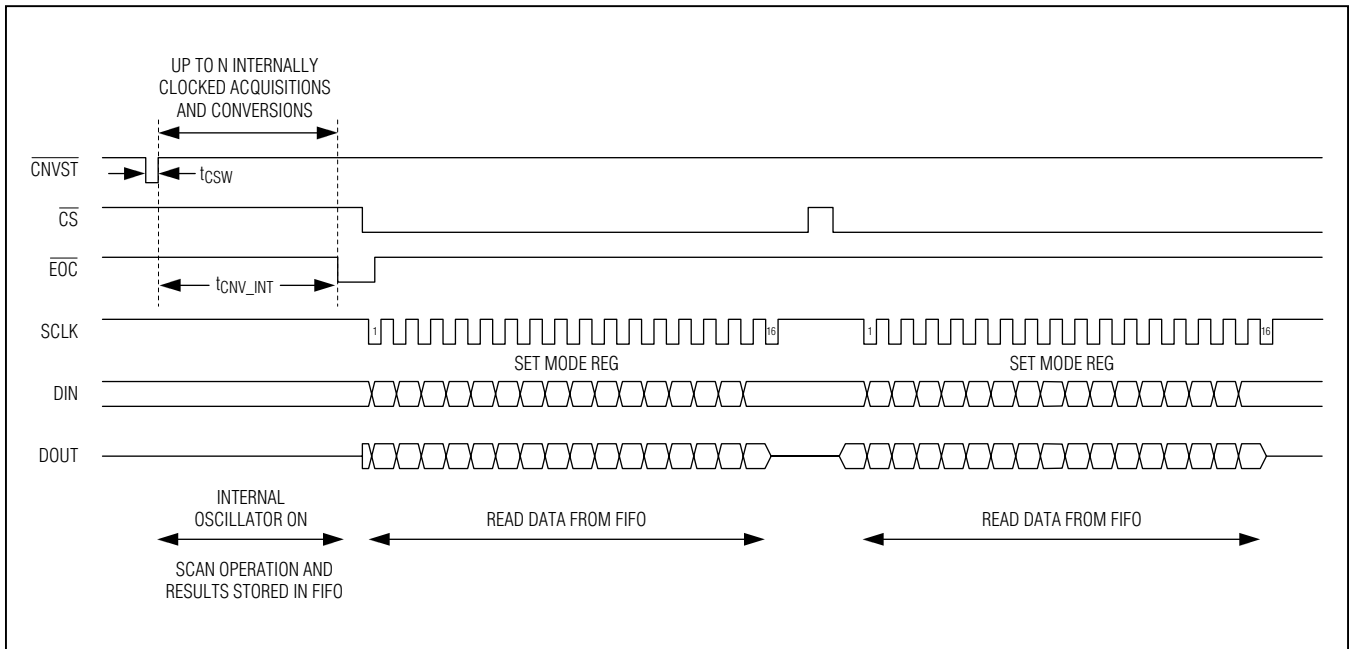 UP TO N INTERNALLY
CLOCKED ACQUISITIONS
AND CONVERSIONS
CNVST
tCSW
CS
EOC
tCNV_INT
SCLK
1
16
1
16
SET MODE REG
SET MODE REG
DIN
DOUT
INTERNAL
OSCILLATOR ON
READ DATA FROM FIFO
READ DATA FROM FIFO
SCAN OPERATION AND
RESULTS STORED IN FIFO